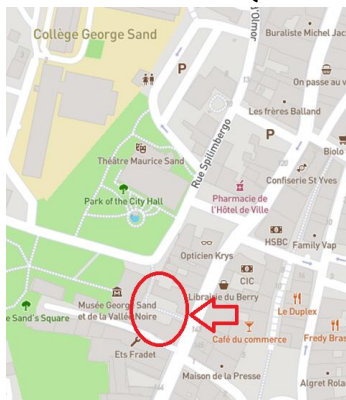 d'Olmor
Collège George Sand
Buraliste Michel Jac
P
On passe au v
Les frères Balland
P
Biolo
Théâtre Maurice Sand
Rue Spilimbergo
120
Confiserie St Yves
Park of the City Hall
Pharmacie de
l'Hôtel de Ville
HSBC
Family Vap
Opticien Krys
CIC
Musée George Sand
et de la Vallée Noire
Librairie du Berry
e Sand's Square
Le Duplex
Café du commerce
Fredy Bras
Ets Fradet
Maison de la Presse
Algret Rola